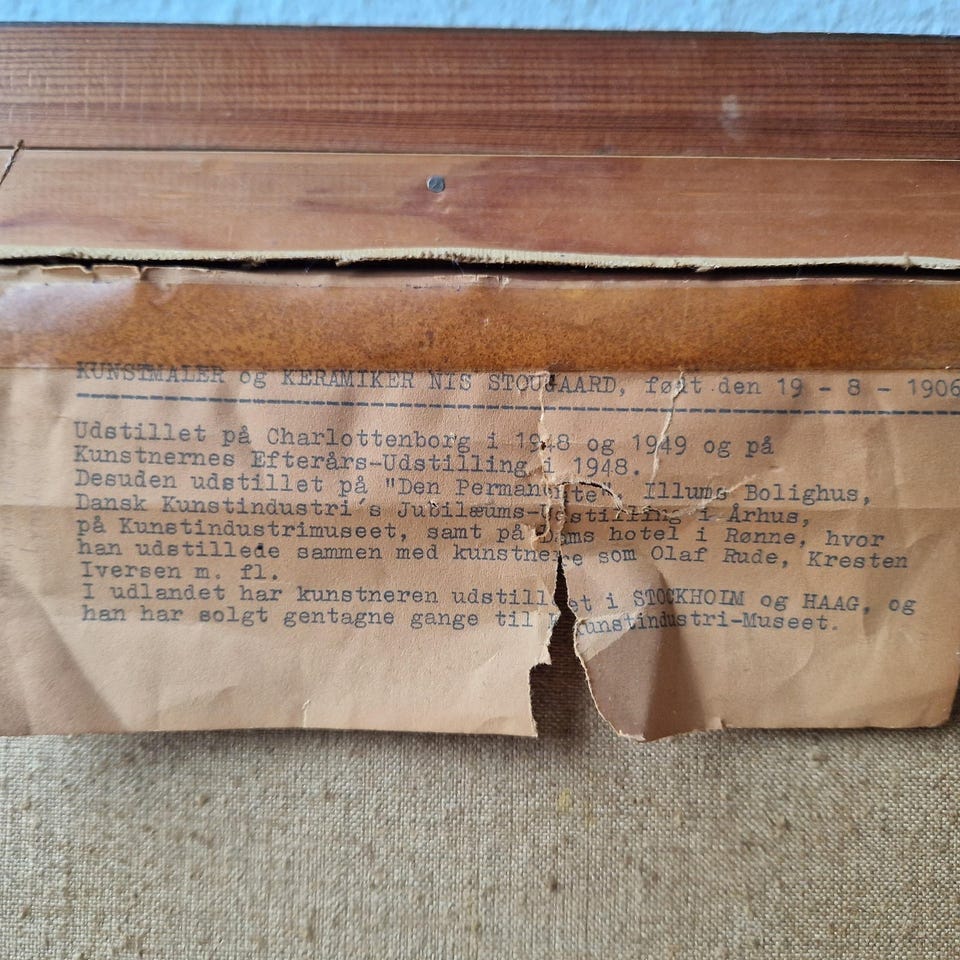 KUNSTMALER og KERAMIKER NIS STOUGAARD, født den 19 - 8 - 1906
Udstillet på Charlottenborg i 1948 og 1949 og på
Kunstnernes Efterårs-Udstilling i 1948.
Desuden udstillet på "Den Permanente" Illums Bolighus,
Dansk Kunstindustri's Jubilæums-Udstilling i Århus,
på Kunstindustrimuseet, samt på Dams hotel i Rønne, hvor
han udstillede sammen med kunstnere som Olaf Rude, Kresten
Iversen m. fl.
I udlandet har kunstneren udstillet i STOCKHOLM og HAAG, og
han har solgt gentagne gange til Kunstindustri-Museet.